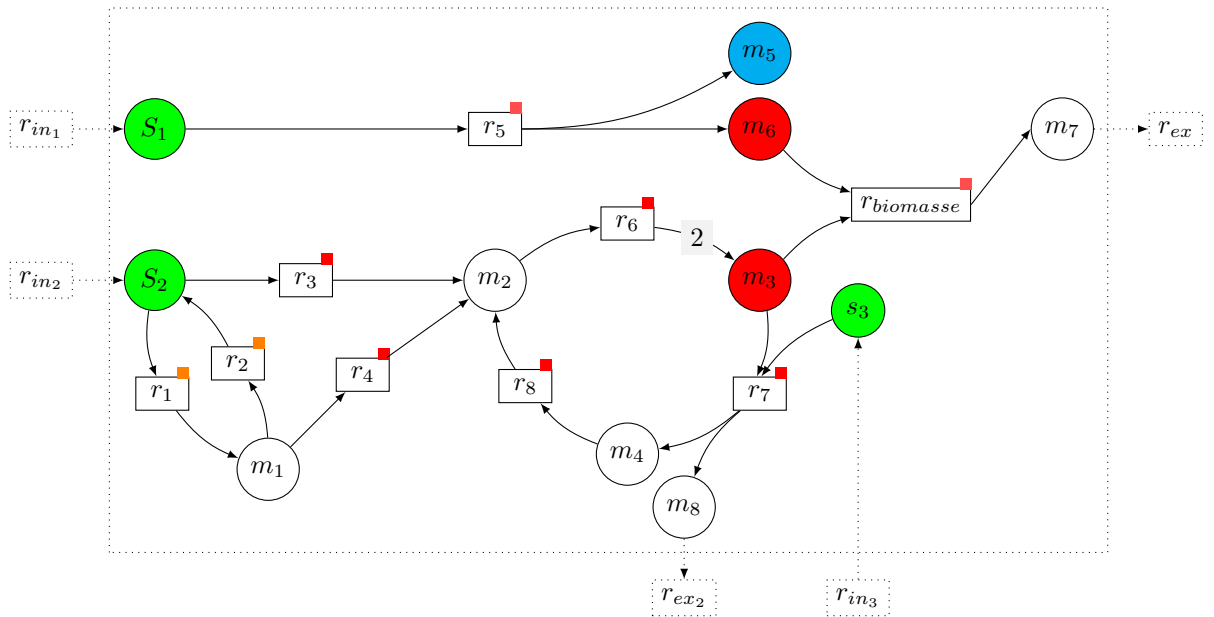 m5
r_in1 S1 r5 m6 m7 r_ex
r_biomasse
r6 2
r_in2 S2 r3 m2 m3
s3
r2 r4
r1 r8 r7
m1 m4
m8
r_ex2 r_in3